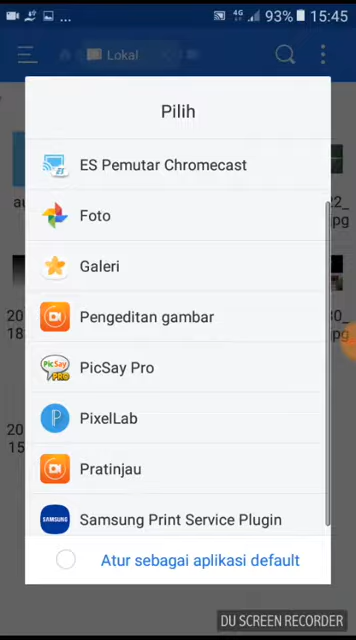 ... 4G 93% 15:45
Lokal
Pilih
ES Pemutar Chromecast
Foto
Galeri
Pengeditan gambar
PicSay Pro
PixelLab
Pratinjau
SAMSUNG Samsung Print Service Plugin
Atur sebagai aplikasi default
DU SCREEN RECORDER